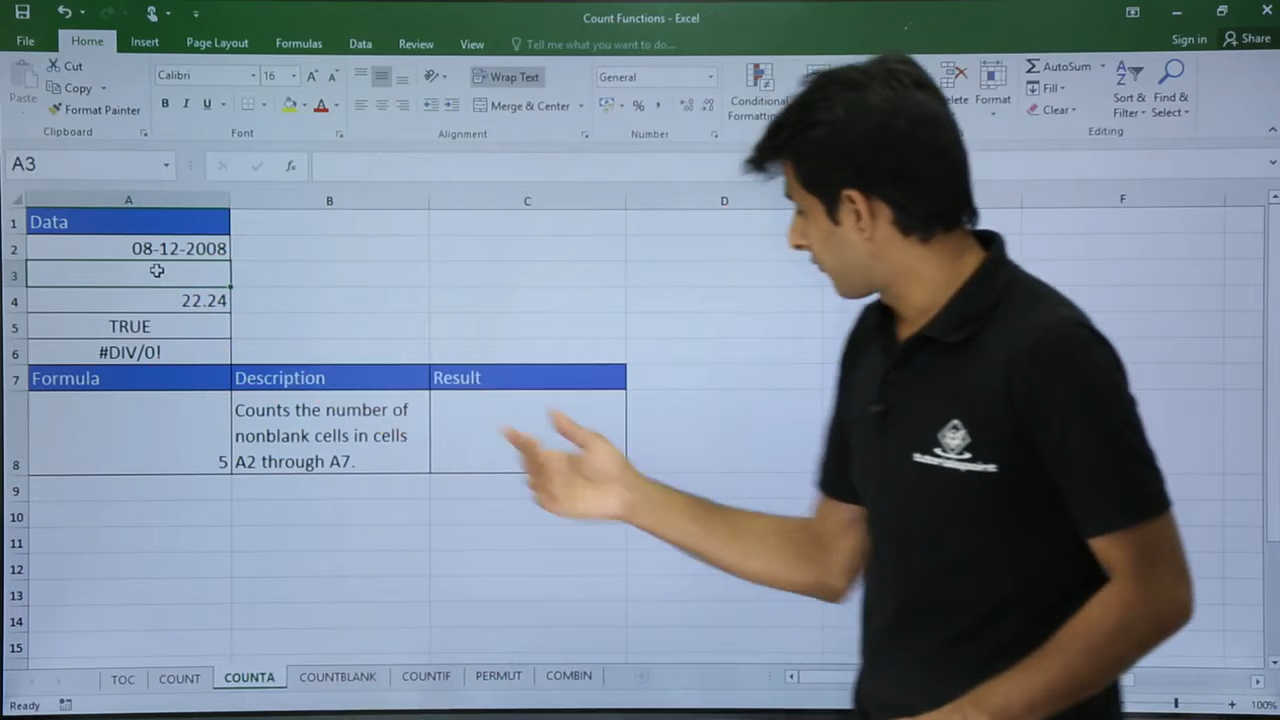 Count Functions - Excel
File Home Insert Page Layout Formulas Data Review View Tell me what you want to do... Sign in Share
Paste Cut Copy Format Painter
Calibri 16
B I U
Wrap Text
Merge & Center
General
Conditional Formatting
Format
AutoSum
Fill
Clear
Sort & Filter
Find & Select
Clipboard Font Alignment Number Editing
A3 fx
A B C D F
1 Data
2 08-12-2008
3
4 22.24
5 TRUE
6 #DIV/0!
7 Formula Description Result
Counts the number of
nonblank cells in cells
8 5 A2 through A7.
9
10
11
12
13
14
15
TOC COUNT COUNTA COUNTBLANK COUNTIF PERMUT COMBIN
Ready 100%